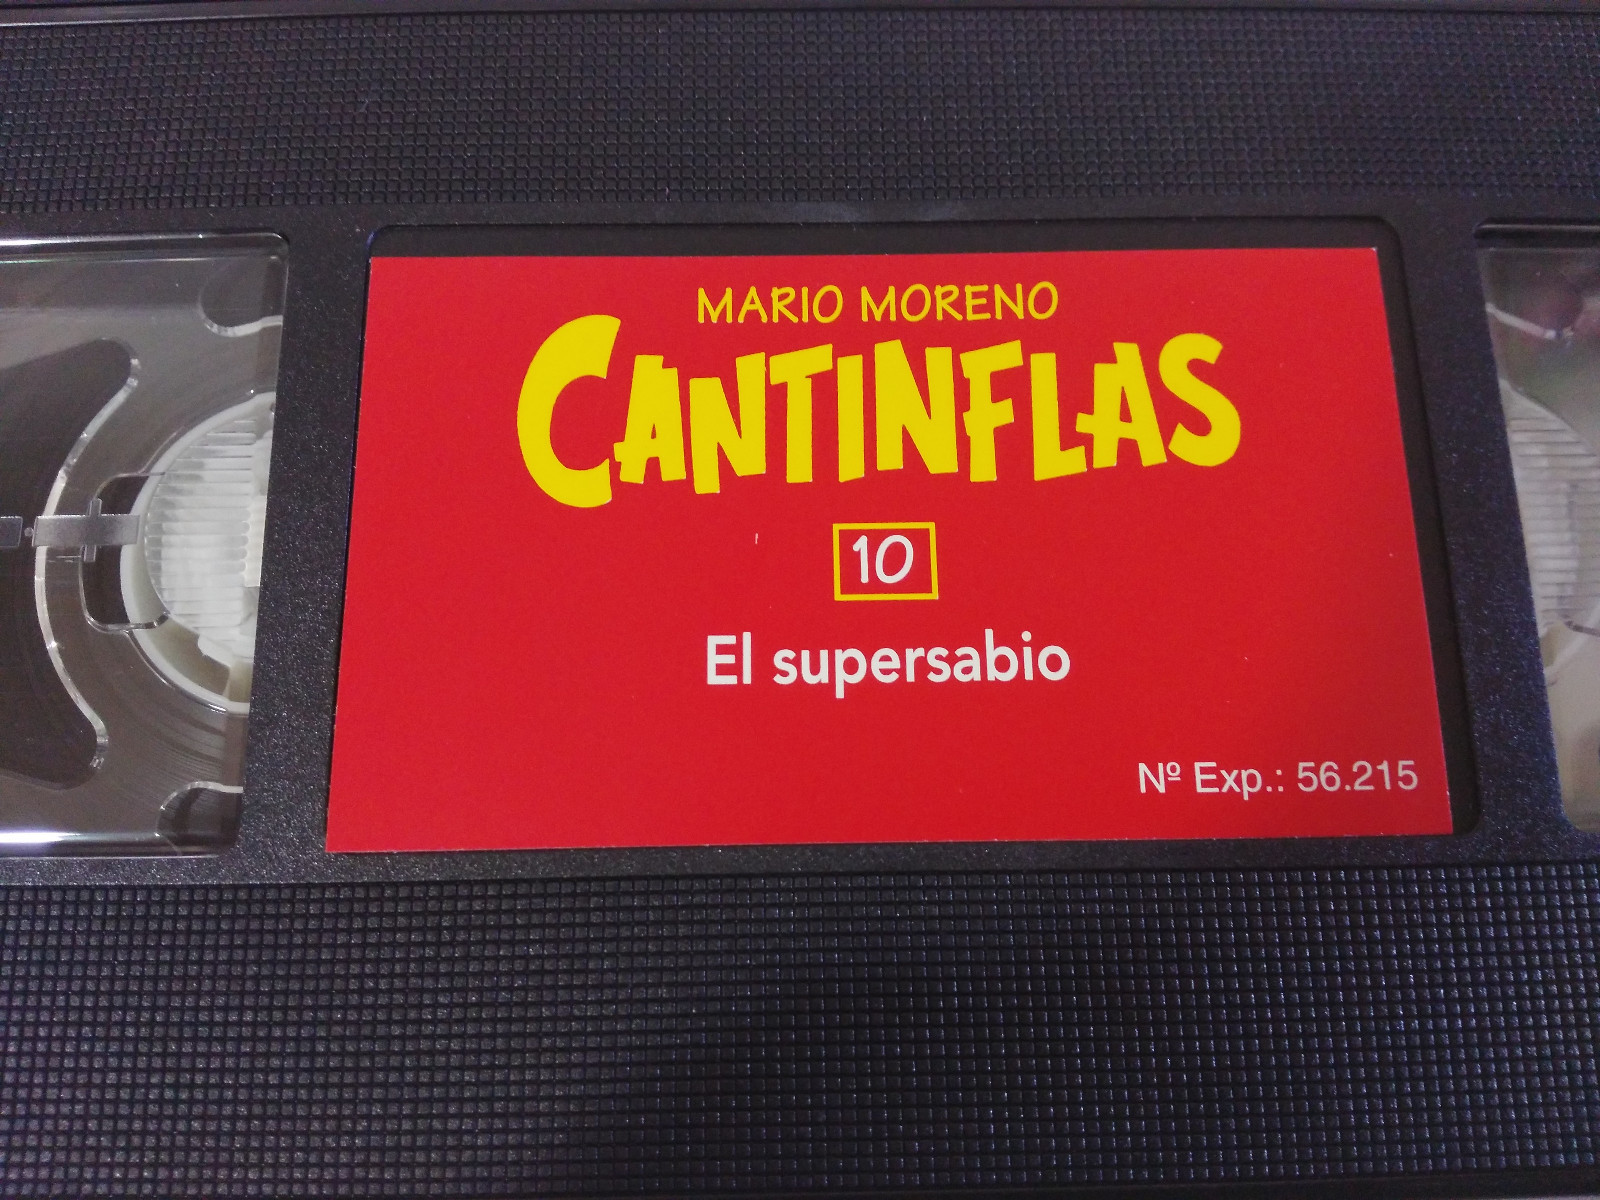 MARIO MORENO
CANTINFLAS
10
El supersabio
Nº Exp.: 56.215